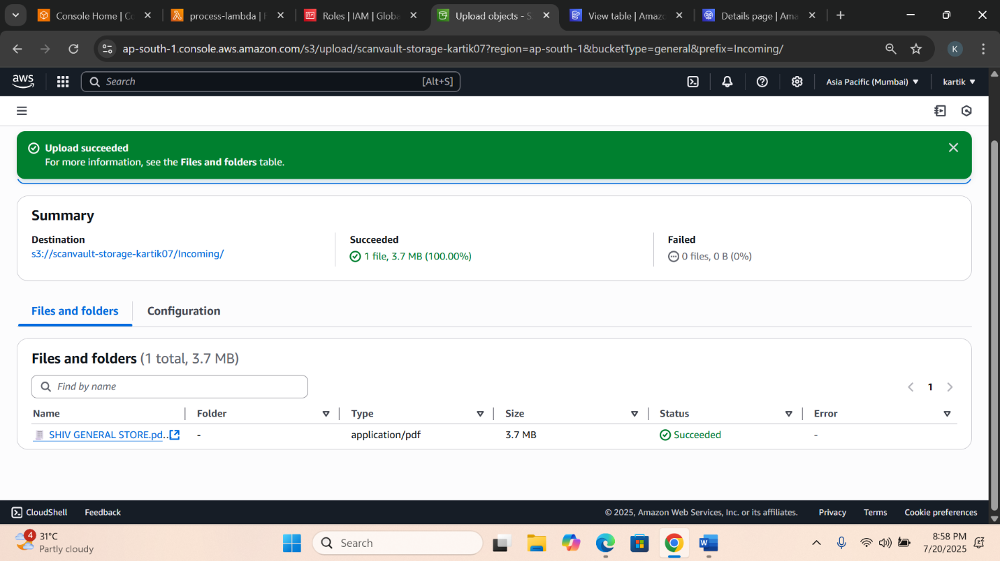 Console Home | Co
process-lambda | F
Roles | IAM | Globa
Upload objects - S
View table | Amazo
Details page | Ama
ap-south-1.console.aws.amazon.com/s3/upload/scanvault-storage-kartik07?region=ap-south-1&bucketType=general&prefix=Incoming/
K
aws
Search
[Alt+S]
Asia Pacific (Mumbai)
kartik
Upload succeeded
For more information, see the Files and folders table.
Summary
Destination
s3://scanvault-storage-kartik07/Incoming/
Succeeded
1 file, 3.7 MB (100.00%)
Failed
0 files, 0 B (0%)
Files and folders
Configuration
Files and folders (1 total, 3.7 MB)
Find by name
1
Name
Folder
Type
Size
Status
Error
SHIV GENERAL STORE.pd...
-
application/pdf
3.7 MB
Succeeded
-
CloudShell
Feedback
© 2025, Amazon Web Services, Inc. or its affiliates.
Privacy
Terms
Cookie preferences
4
31°C
Partly cloudy
Search
W
8:58 PM
7/20/2025